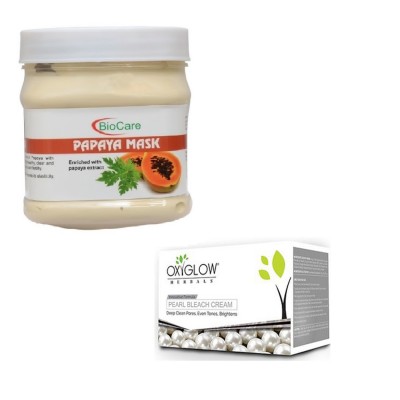 BioCare
PAPAYA MASK
Enriched with
papaya extract
OXYGLOW
HERBALS
PEARL BLEACH CREAM
Deep Clean Pores, Even Tones, Brightens